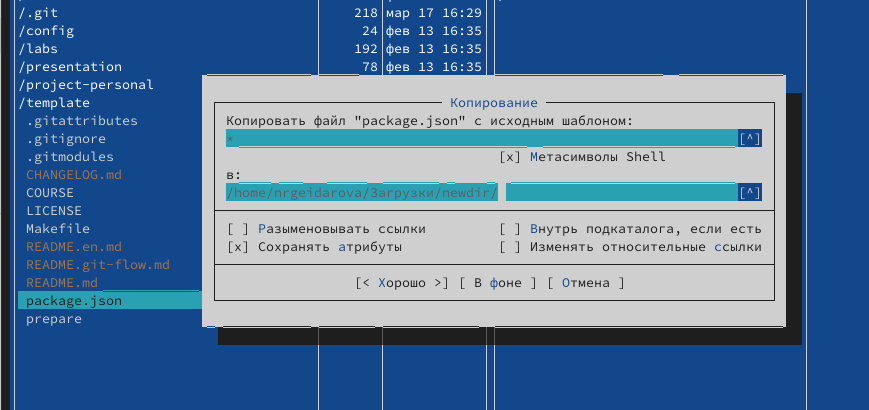 /.git 218 мар 17 16:29
/config 24 фев 13 16:35
/labs 192 фев 13 16:35
/presentation 78 фев 13 16:35
/project-personal
/template
.gitattributes
.gitignore
.gitmodules
CHANGELOG.md
COURSE
LICENSE
Makefile
README.en.md
README.git-flow.md
README.md
package.json
prepare
Копирование
Копировать файл "package.json" с исходным шаблоном:
* [^]
[x] Метасимволы Shell
в:
/home/nrgeidarova/Загрузки/newdir/ [^]
[ ] Разыменовывать ссылки [ ] Внутрь подкаталога, если есть
[x] Сохранять атрибуты [ ] Изменять относительные ссылки
[< Хорошо >] [ В фоне ] [ Отмена ]